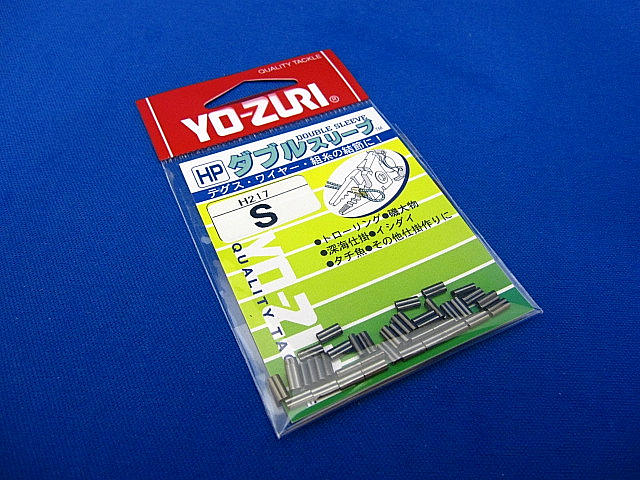 QUALITY TACKLE
YO-ZURI®
DOUBLE SLEEVE
HP ダブルスリーブ™
テグス・ワイヤー・組糸の結節に！
H217
S
●トローリング●磯大物
●深海仕掛●イシダイ
●タチ魚●その他仕掛作りに
YO-Z
QUALITY TAC